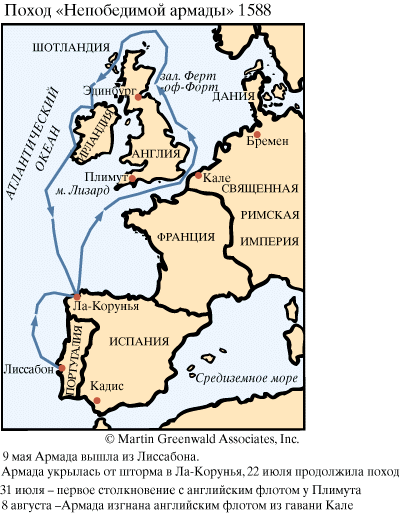 Поход «Непобедимой армады» 1588
ШОТЛАНДИЯ
зал. Ферт
-оф-Форт
Эдинбург
ДАНИЯ
АТЛАНТИЧЕСКИЙ
ОКЕАН
ИРЛАНДИЯ
Бремен
АНГЛИЯ
Плимут
Кале
м. Лизард
СВЯЩЕННАЯ
РИМСКАЯ
ИМПЕРИЯ
ФРАНЦИЯ
Ла-Корунья
ИСПАНИЯ
ПОРТУГАЛИЯ
Лиссабон
Средиземное море
Кадис
© Martin Greenwald Associates, Inc.
9 мая Армада вышла из Лиссабона.
Армада укрылась от шторма в Ла-Корунья, 22 июля продолжила поход
31 июля – первое столкновение с английским флотом у Плимута
8 августа –Армада изгнана английским флотом из гавани Кале